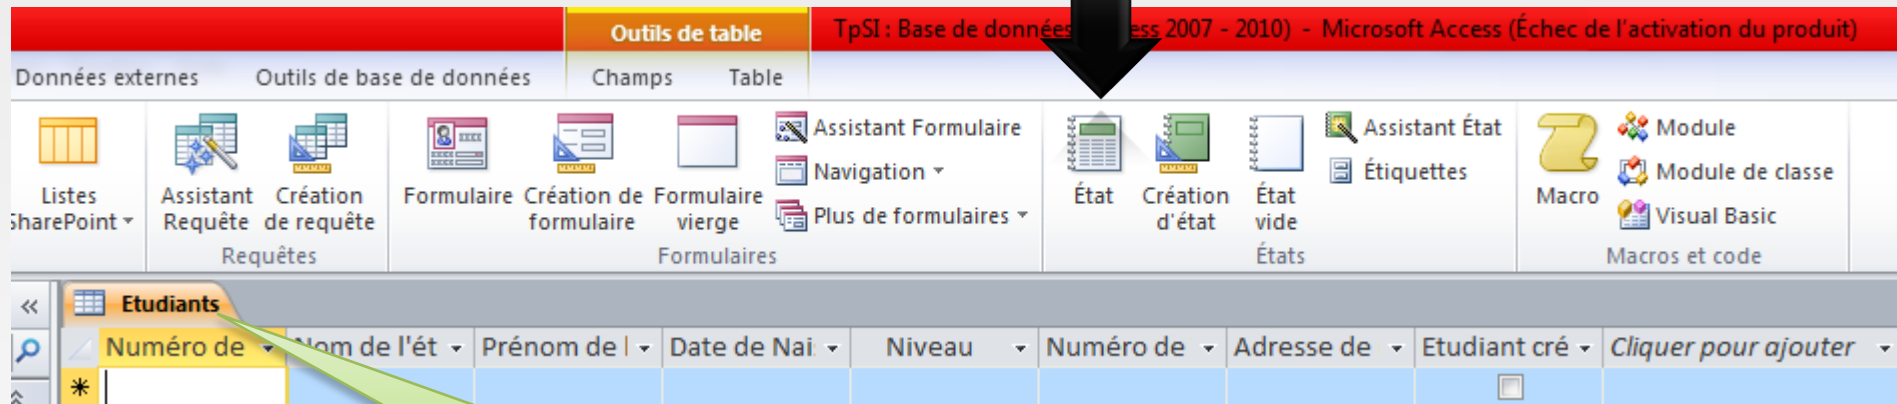 Outils de table
TpSI : Base de données ess 2007 - 2010) - Microsoft Access (Échec de l'activation du produit)
Données externes Outils de base de données Champs Table
Listes SharePoint
Assistant Requête
Création de requête
Requêtes
Formulaire
Création de formulaire
Formulaire vierge
Assistant Formulaire
Navigation
Plus de formulaires
Formulaires
État
Création d'état
État vide
Assistant État
Étiquettes
États
Macro
Module
Module de classe
Visual Basic
Macros et code
Etudiants
Numéro de Nom de l'ét Prénom de l Date de Nai Niveau Numéro de Adresse de Etudiant cré Cliquer pour ajouter